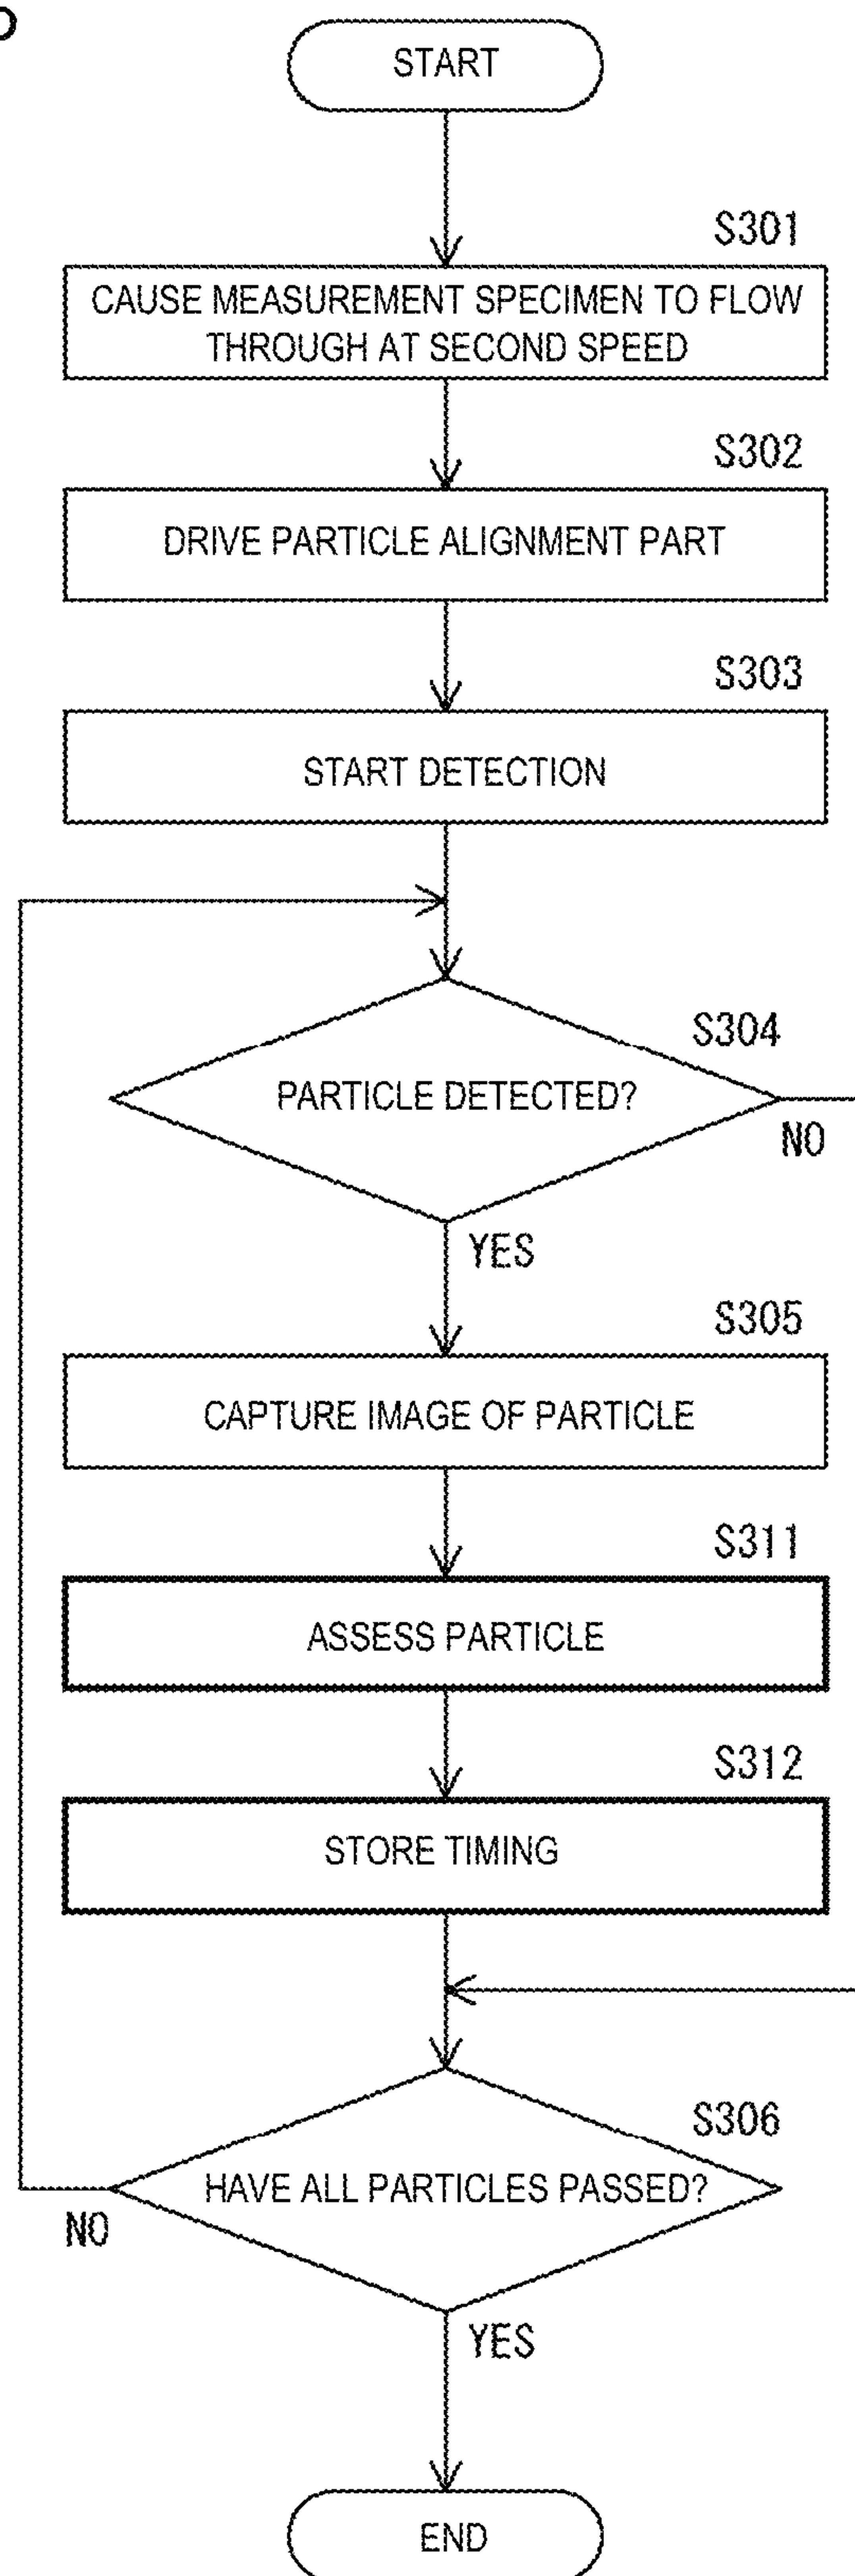 START
S301
CAUSE MEASUREMENT SPECIMEN TO FLOW
THROUGH AT SECOND SPEED
S302
DRIVE PARTICLE ALIGNMENT PART
S303
START DETECTION
S304
PARTICLE DETECTED?
NO
YES
S305
CAPTURE IMAGE OF PARTICLE
S311
ASSESS PARTICLE
S312
STORE TIMING
S306
HAVE ALL PARTICLES PASSED?
NO
YES
END